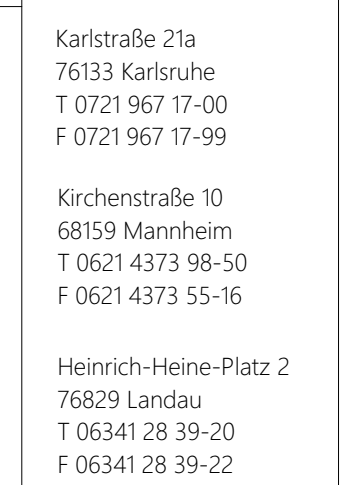 Karlstraße 21a
76133 Karlsruhe
T 0721 967 17-00
F 0721 967 17-99
Kirchenstraße 10
68159 Mannheim
T 0621 4373 98-50
F 0621 4373 55-16
Heinrich-Heine-Platz 2
76829 Landau
T 06341 28 39-20
F 06341 28 39-22